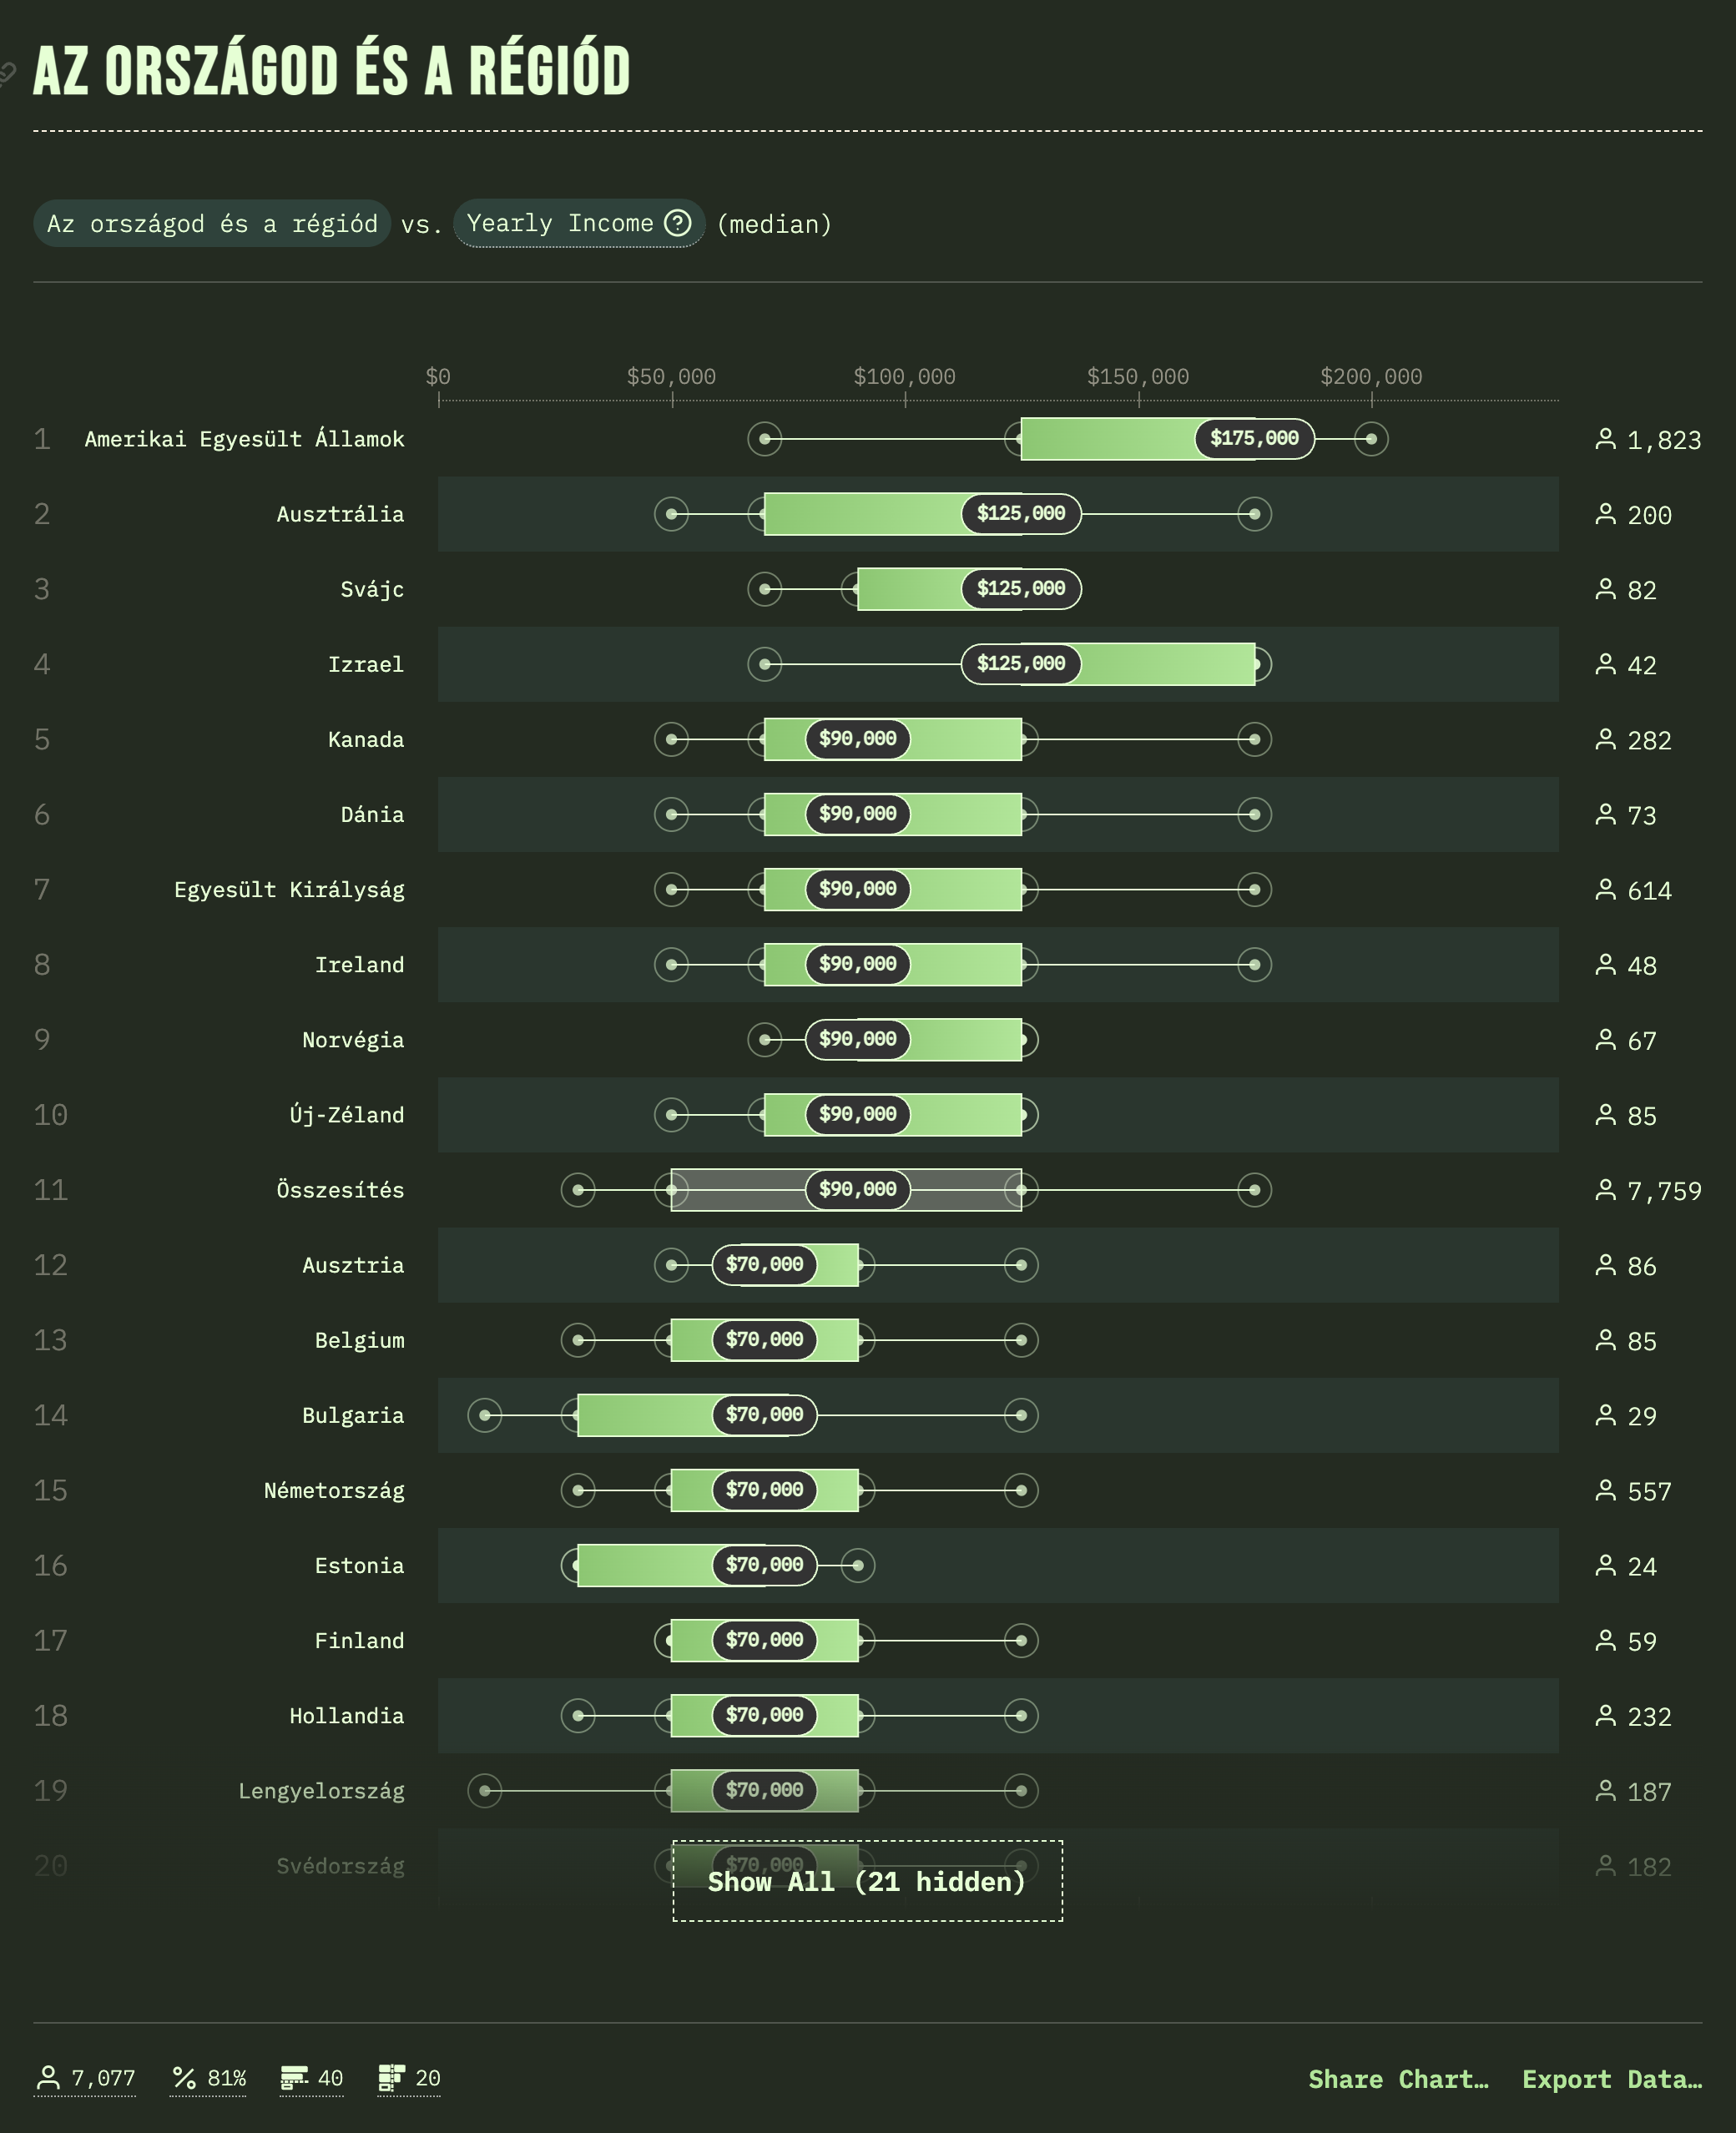 AZ ORSZÁGOD ÉS A RÉGIÓD
Az országod és a régiód vs. Yearly Income ? (median)
$0 $50,000 $100,000 $150,000 $200,000
1 Amerikai Egyesült Államok $175,000 1,823
2 Ausztrália $125,000 200
3 Svájc $125,000 82
4 Izrael $125,000 42
5 Kanada $90,000 282
6 Dánia $90,000 73
7 Egyesült Királyság $90,000 614
8 Ireland $90,000 48
9 Norvégia $90,000 67
10 Új-Zéland $90,000 85
11 Összesítés $90,000 7,759
12 Ausztria $70,000 86
13 Belgium $70,000 85
14 Bulgaria $70,000 29
15 Németország $70,000 557
16 Estonia $70,000 24
17 Finland $70,000 59
18 Hollandia $70,000 232
19 Lengyelország $70,000 187
20 Svédország $70,000 182
Show All (21 hidden)
7,077 % 81% 40 20 Share Chart… Export Data…